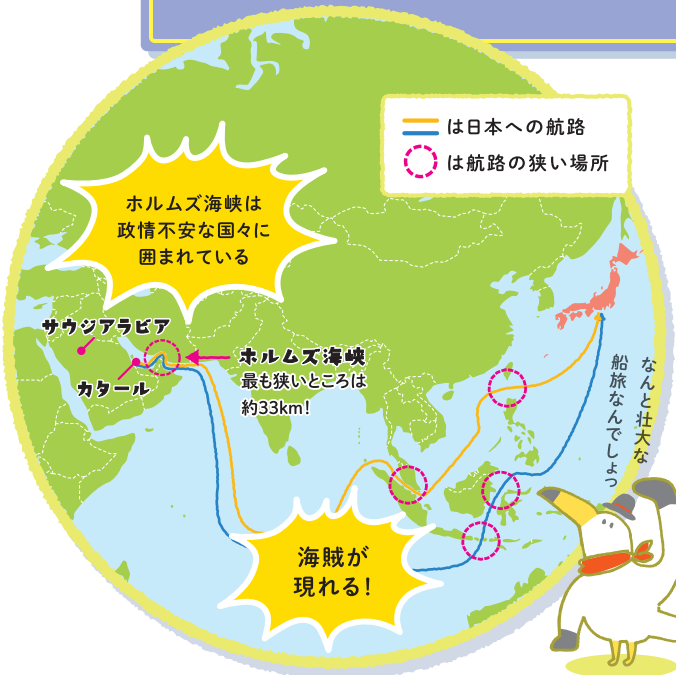 は日本への航路
は航路の狭い場所
ホルムズ海峡は
政情不安な国々に
囲まれている
サウジアラビア
カタール
ホルムズ海峡
最も狭いところは
約33km!
なんと壮大な
船旅なんでしょっ
海賊が
現れる!